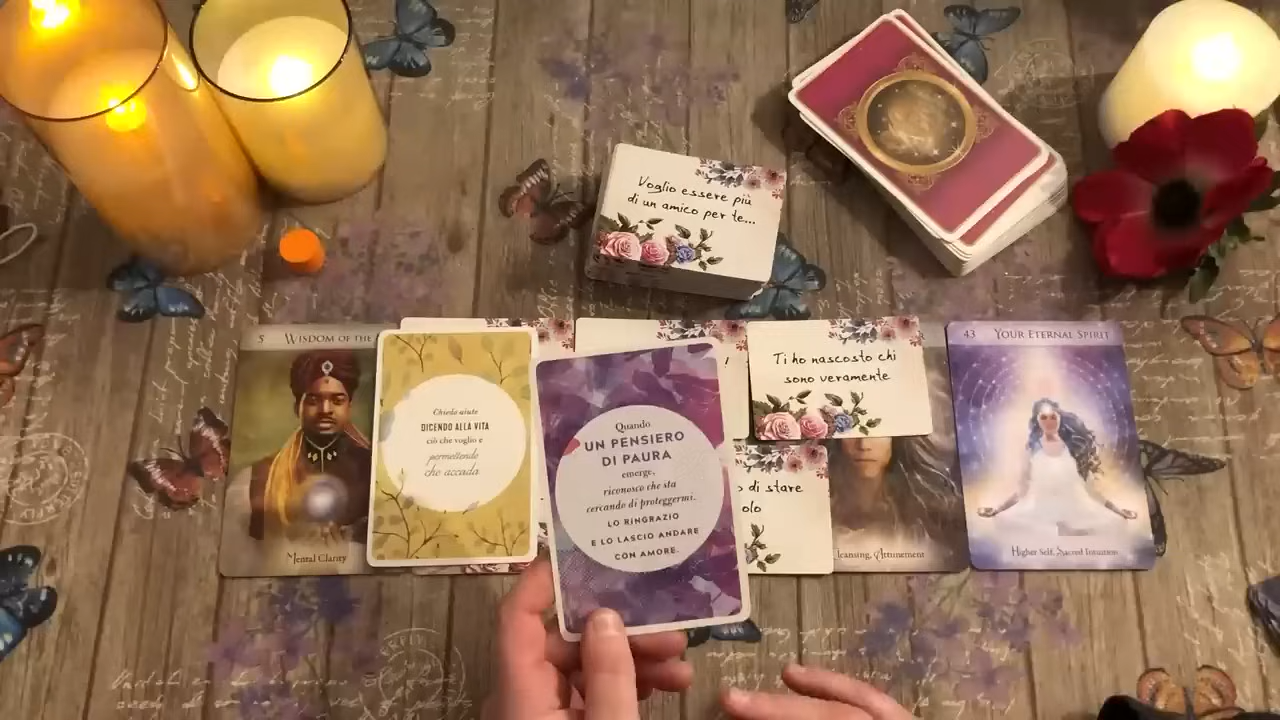 Voglio essere più
di un amico per te...
5 WISDOM OF THE
Mental Clarity
Chiedo aiuto
DICENDO ALLA VITA
ciò che voglio e
permettendo
che accada
Quando
UN PENSIERO
DI PAURA
emerge,
riconosco che sta
cercando di proteggermi.
LO RINGRAZIO
E LO LASCIO ANDARE
CON AMORE.
Ti ho nascosto chi
sono veramente
di stare
olo
leansing, Attunement
43 YOUR ETERNAL SPIRIT
Higher Self, Sacred Intuition